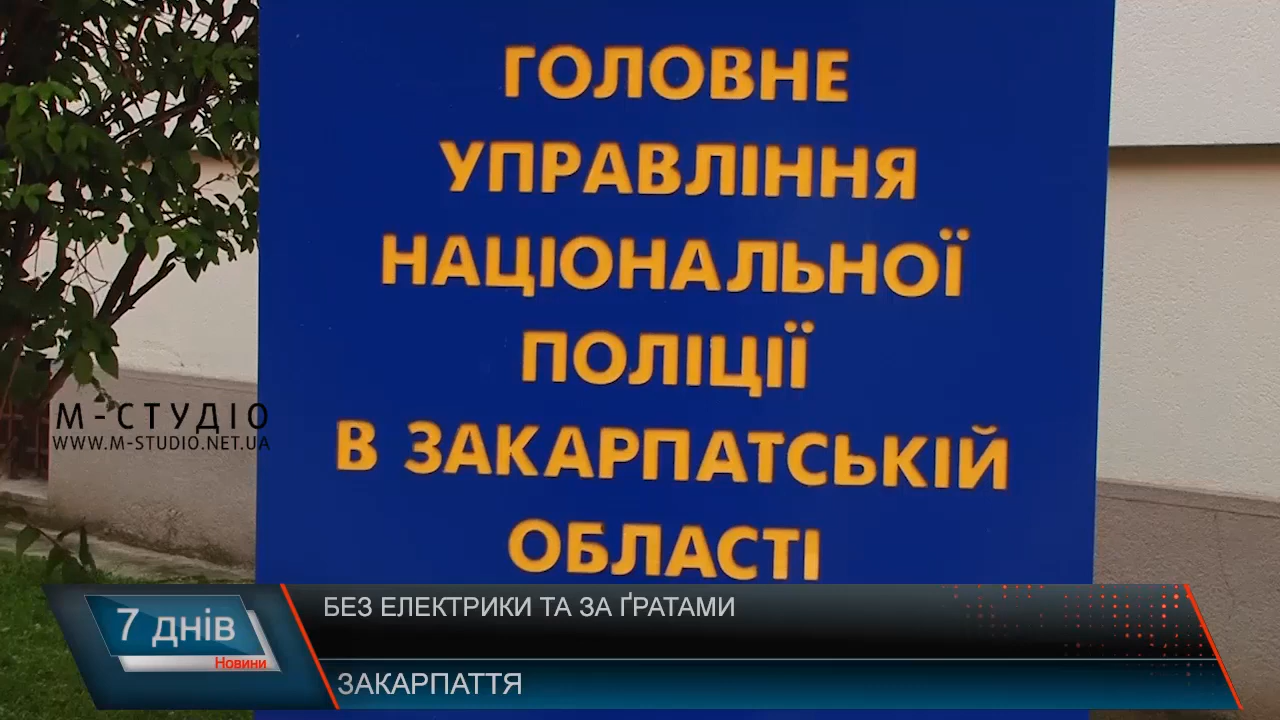 ГОЛОВНЕ
УПРАВЛІННЯ
НАЦІОНАЛЬНОЇ
ПОЛІЦІЇ
В ЗАКАРПАТСЬКІЙ
ОБЛАСТІ
М-СТУДІО
WWW.M-STUDIO.NET.UA
7 днів
Новини
БЕЗ ЕЛЕКТРИКИ ТА ЗА ҐРАТАМИ
ЗАКАРПАТТЯ